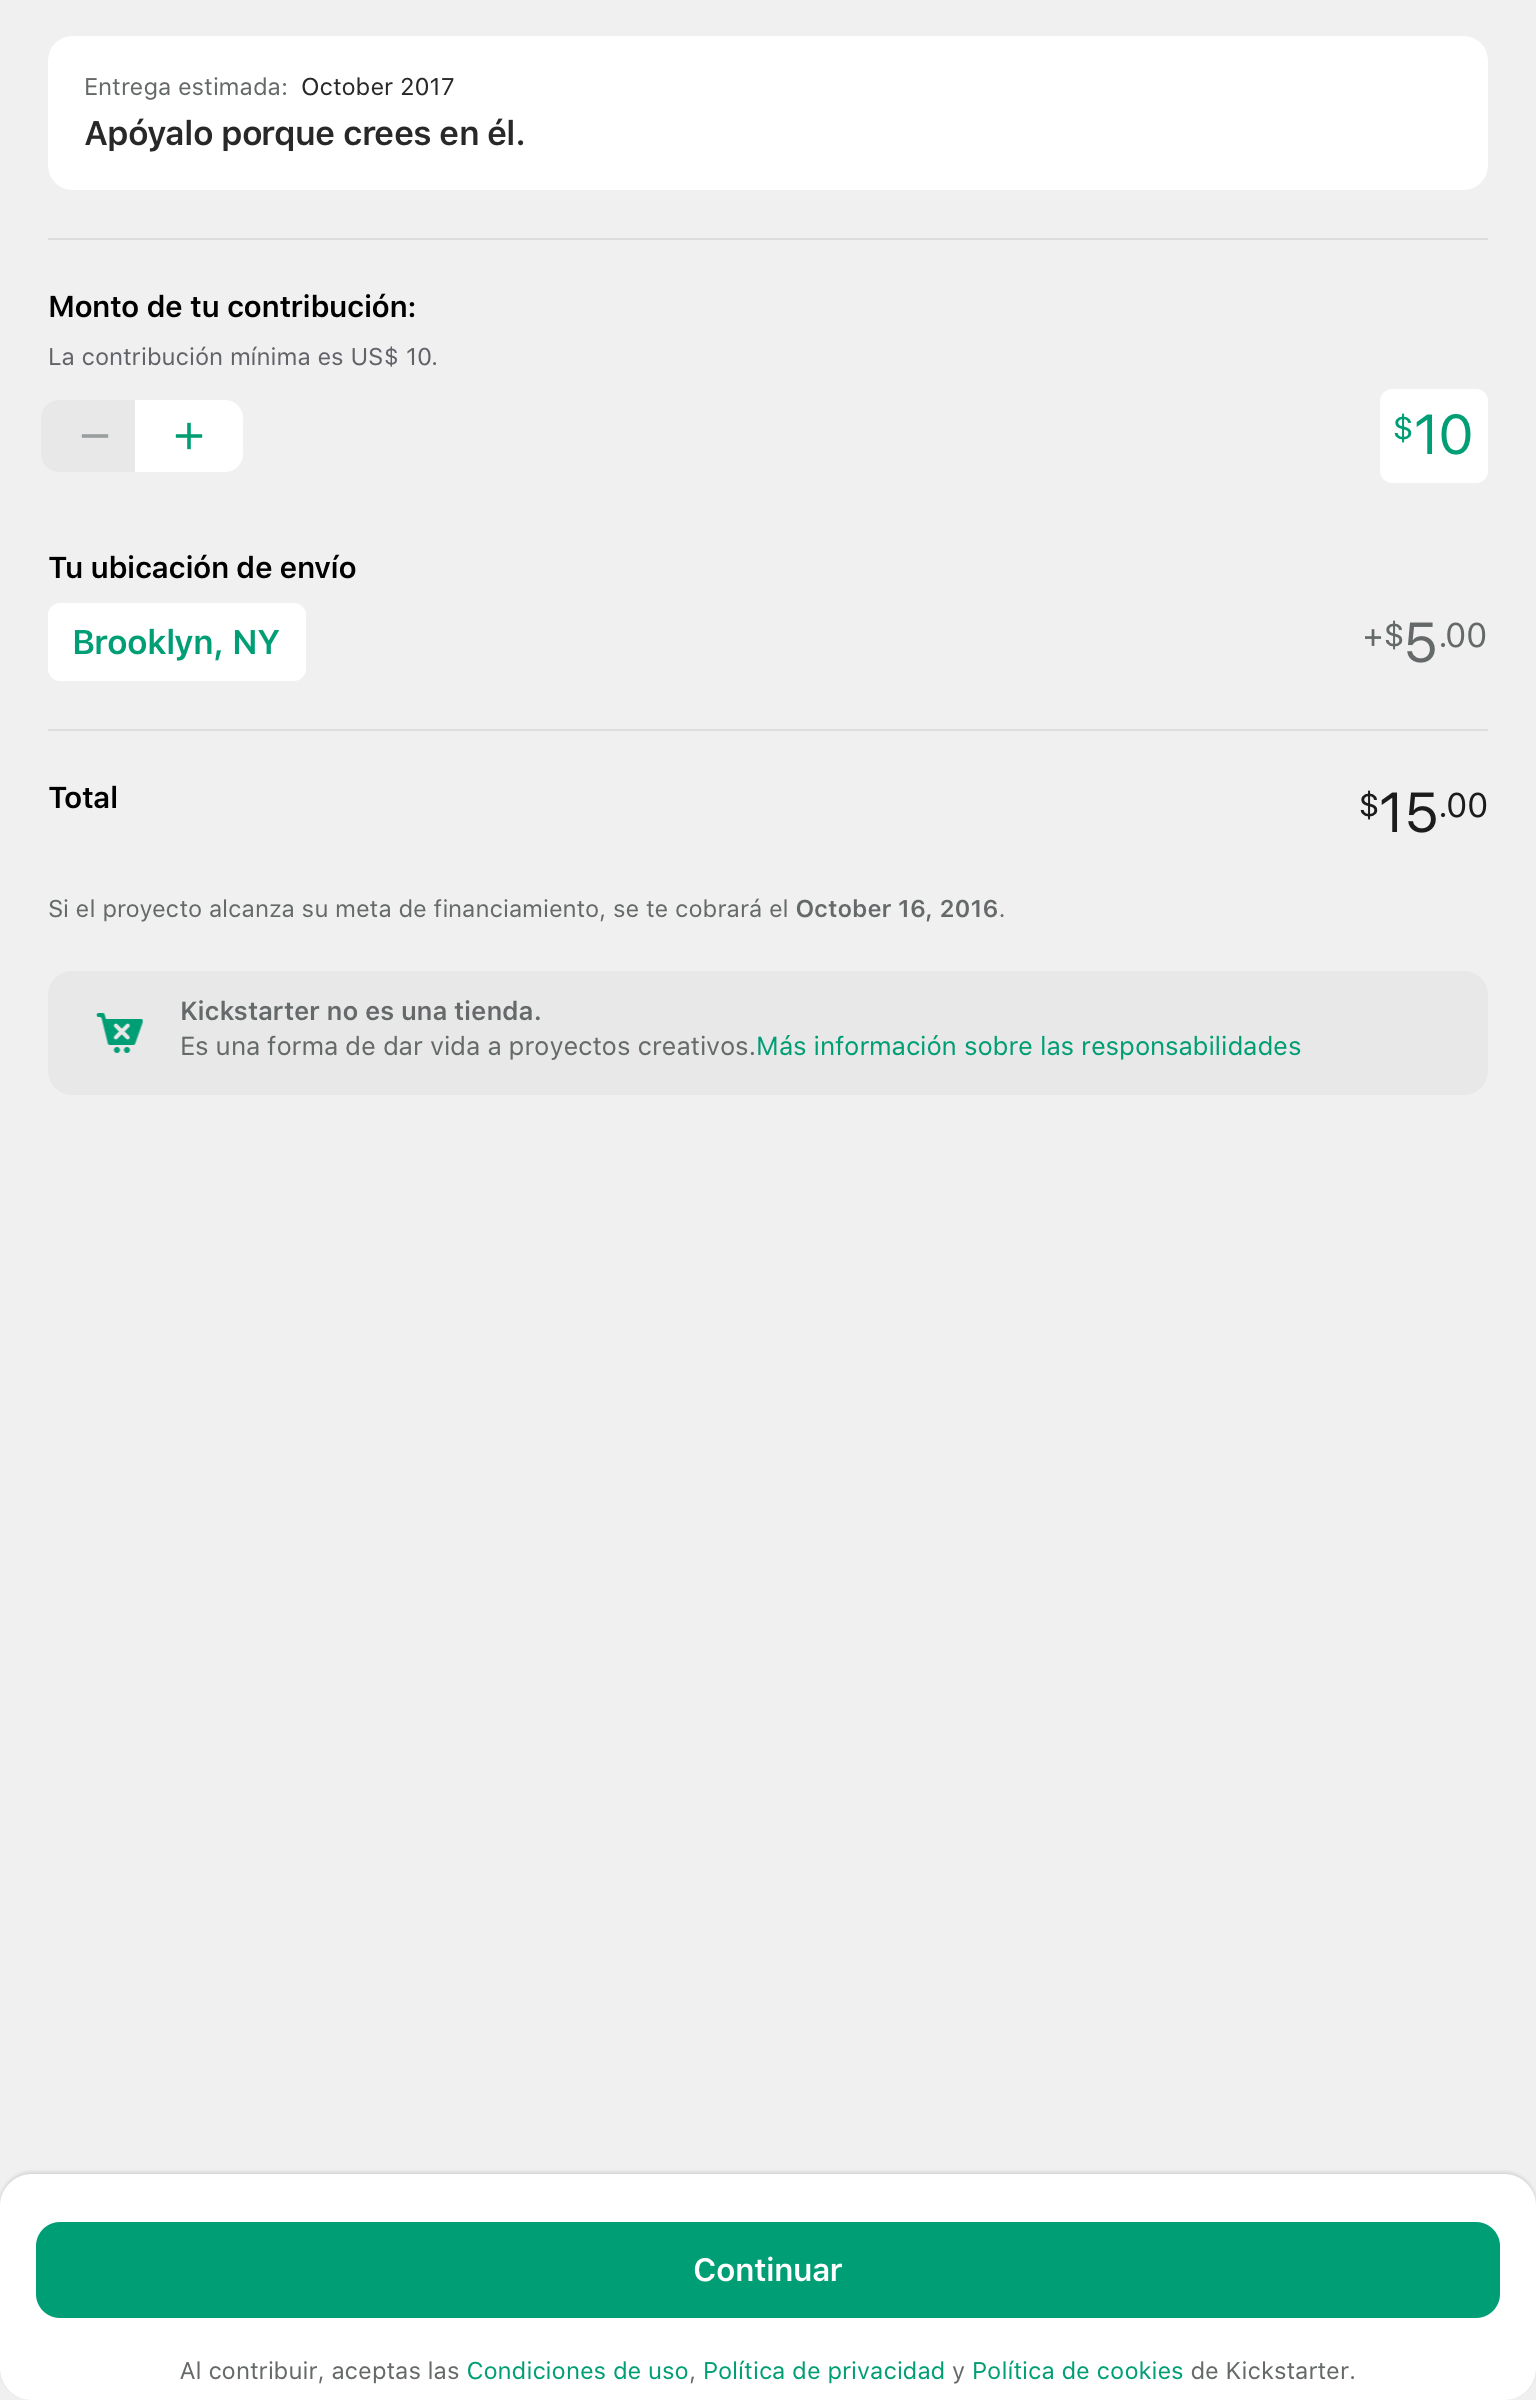 Entrega estimada: October 2017
Apóyalo porque crees en él.
Monto de tu contribución:
La contribución mínima es US$ 10.
− +
$10
Tu ubicación de envío
Brooklyn, NY
+$5.00
Total
$15.00
Si el proyecto alcanza su meta de financiamiento, se te cobrará el October 16, 2016.
Kickstarter no es una tienda.
Es una forma de dar vida a proyectos creativos.Más información sobre las responsabilidades
Continuar
Al contribuir, aceptas las Condiciones de uso, Política de privacidad y Política de cookies de Kickstarter.